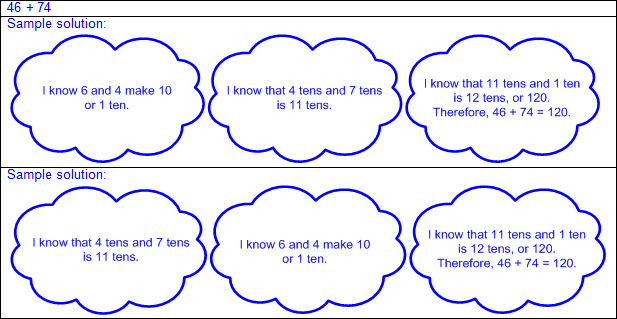 46 + 74
Sample solution:
I know 6 and 4 make 10
or 1 ten.
I know that 4 tens and 7 tens
is 11 tens.
I know that 11 tens and 1 ten
is 12 tens, or 120.
Therefore, 46 + 74 = 120.
Sample solution:
I know that 4 tens and 7 tens
is 11 tens.
I know 6 and 4 make 10
or 1 ten.
I know that 11 tens and 1 ten
is 12 tens, or 120.
Therefore, 46 + 74 = 120.